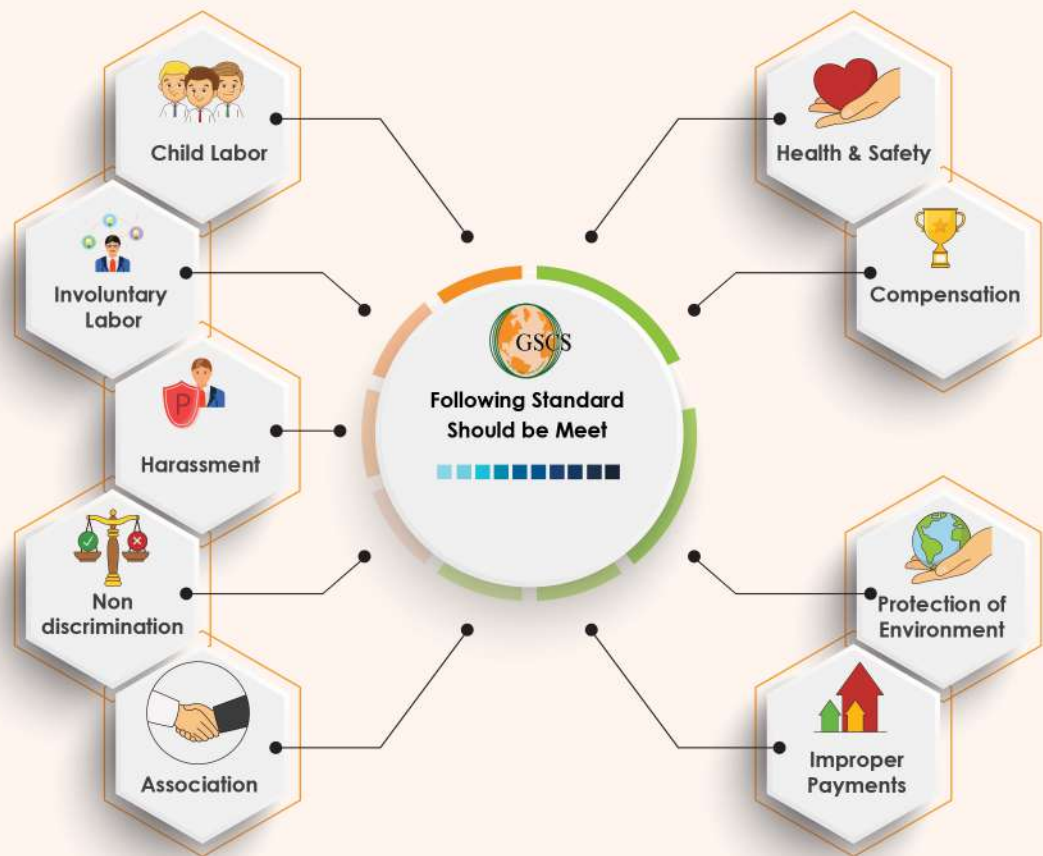 Child Labor
Involuntary
Labor
P
Harassment
Non
discrimination
Association
GSCS
Following Standard
Should be Meet
Health & Safety
Compensation
Protection of
Environment
Improper
Payments